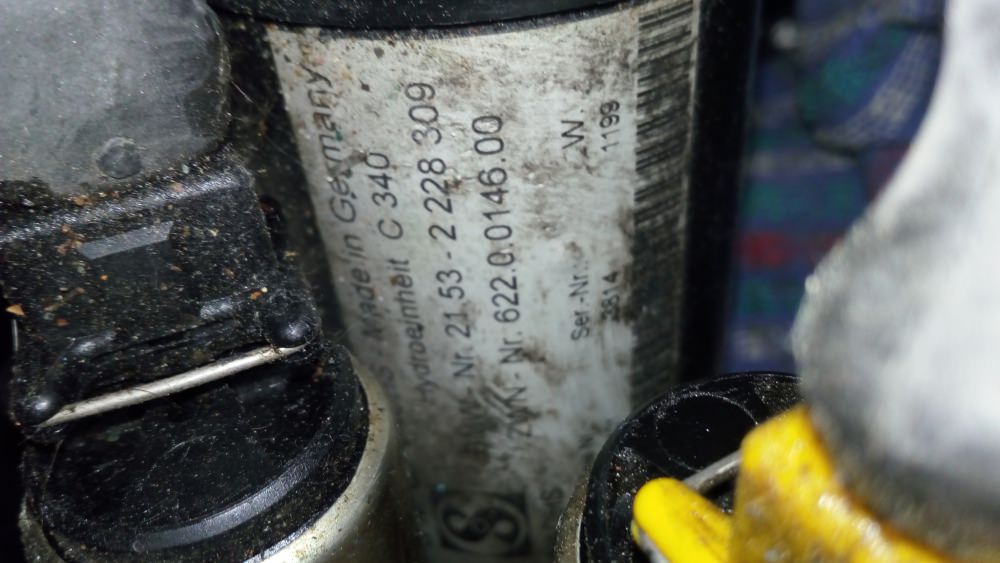 Made in Germany
Hydroeinheit C 340
Nr. 21 53 - 2 228 309
Nr. 622.0.0146.00
Ser.-Nr.
3814
W.
1199